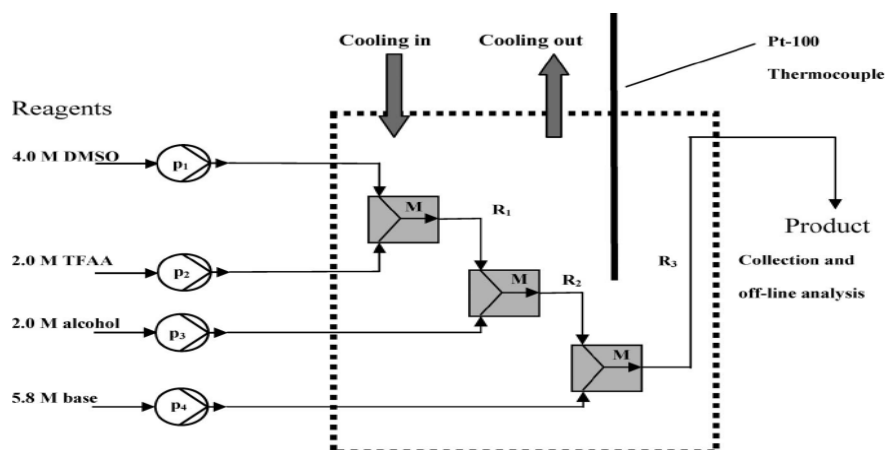 Cooling in
Cooling out
Pt-100
Thermocouple
Reagents
4.0 M DMSO
p1
M
R1
2.0 M TFAA
p2
M
R2
R3
Product
Collection and
off-line analysis
2.0 M alcohol
p3
M
5.8 M base
p4